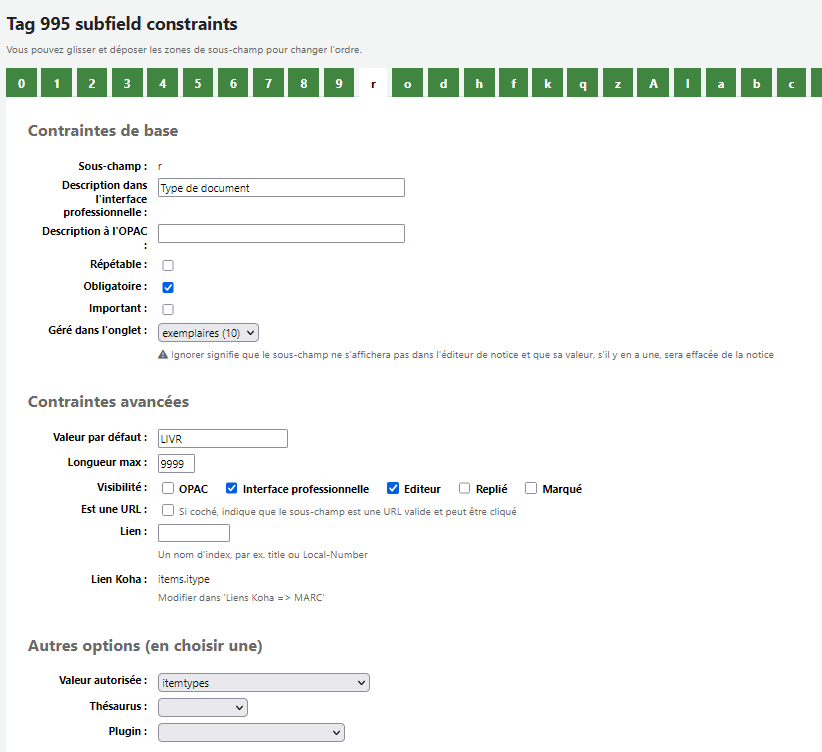 Tag 995 subfield constraints
Vous pouvez glisser et déposer les zones de sous-champ pour changer l'ordre.
0 1 2 3 4 5 6 7 8 9 r o d h f k q z A l a b c
Contraintes de base
Sous-champ : r
Description dans l'interface professionnelle : Type de document
Description à l'OPAC :
Répétable :
Obligatoire :
Important :
Géré dans l'onglet : exemplaires (10)
Ignorer signifie que le sous-champ ne s'affichera pas dans l'éditeur de notice et que sa valeur, s'il y en a une, sera effacée de la notice
Contraintes avancées
Valeur par défaut : LIVR
Longueur max : 9999
Visibilité : OPAC Interface professionnelle Editeur Replié Marqué
Est une URL : Si coché, indique que le sous-champ est une URL valide et peut être cliqué
Lien :
Un nom d'index, par ex. title ou Local-Number
Lien Koha : items.itype
Modifier dans 'Liens Koha => MARC'
Autres options (en choisir une)
Valeur autorisée : itemtypes
Thésaurus :
Plugin :